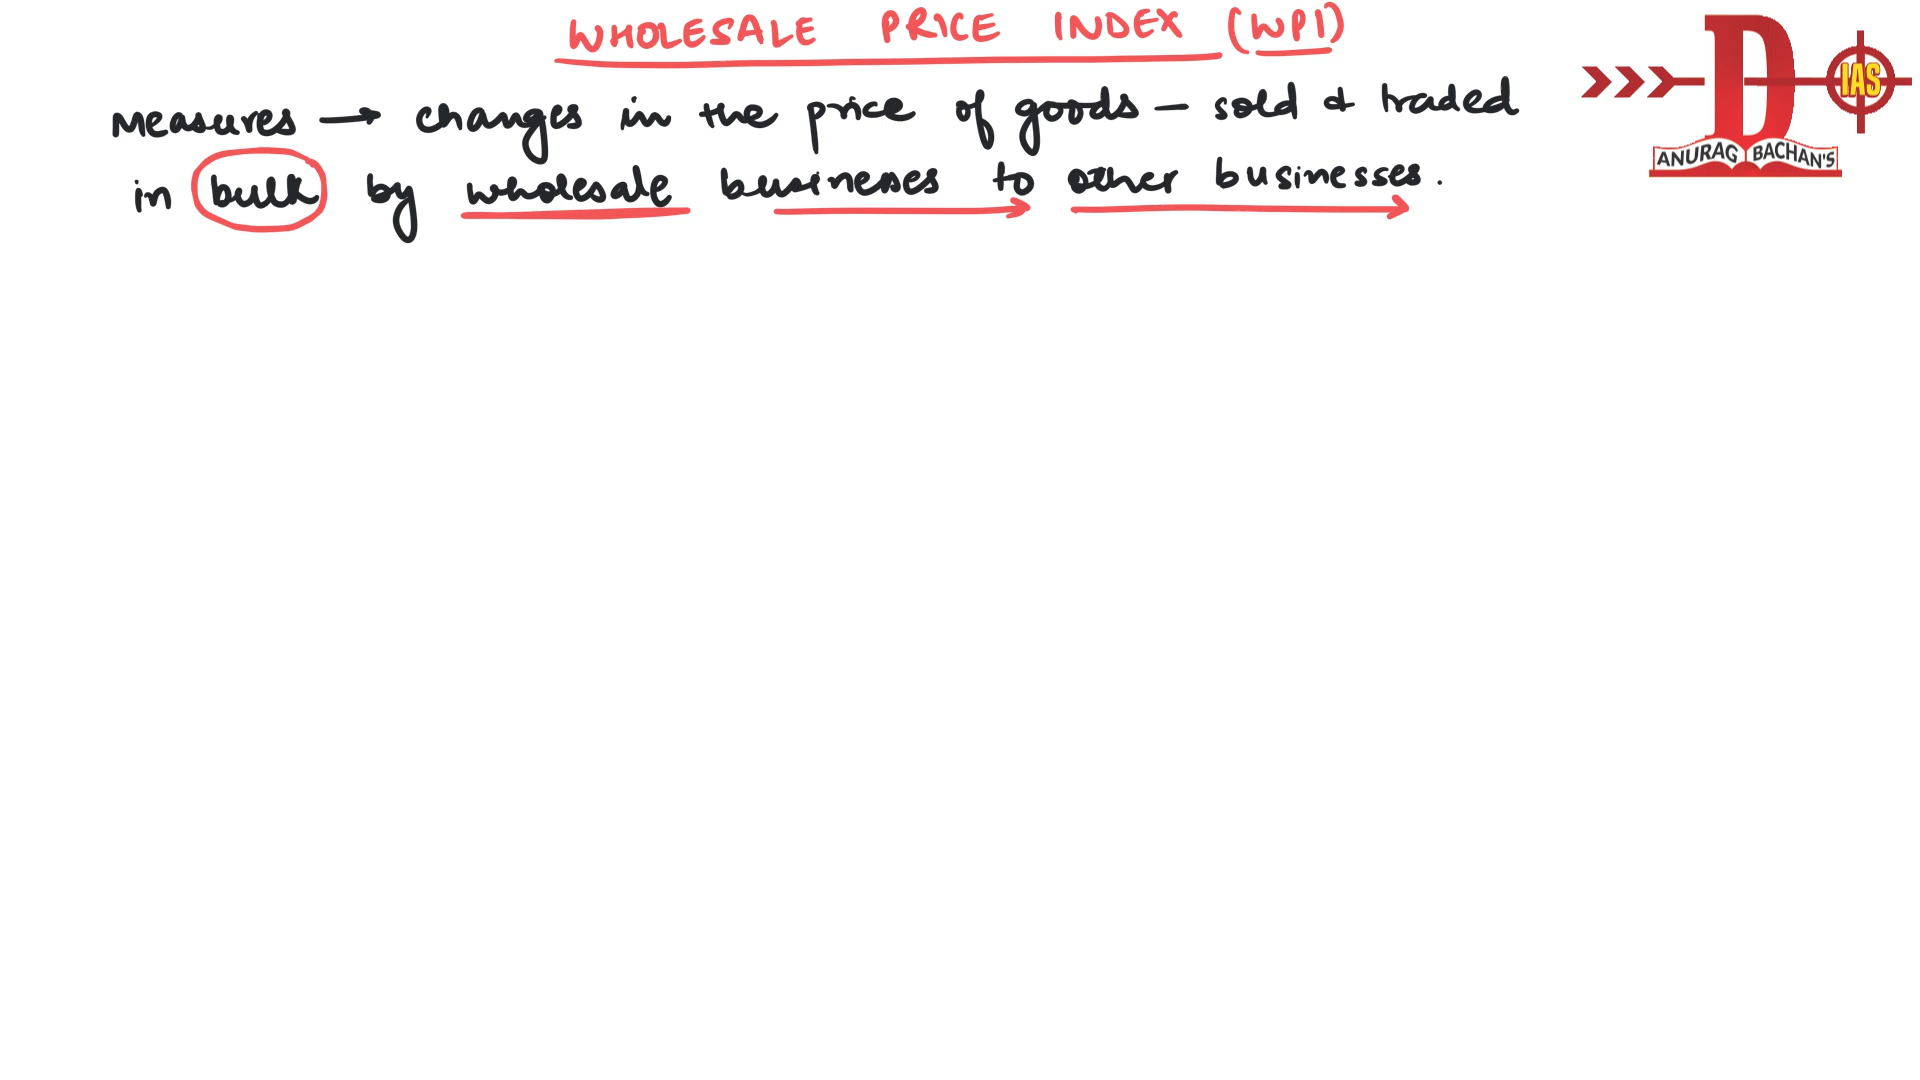 WHOLESALE PRICE INDEX (WPI)
Measures → changes in the price of goods – sold & traded
in bulk by wholesale businesses to other businesses.
D
IAS
ANURAG BACHAN'S